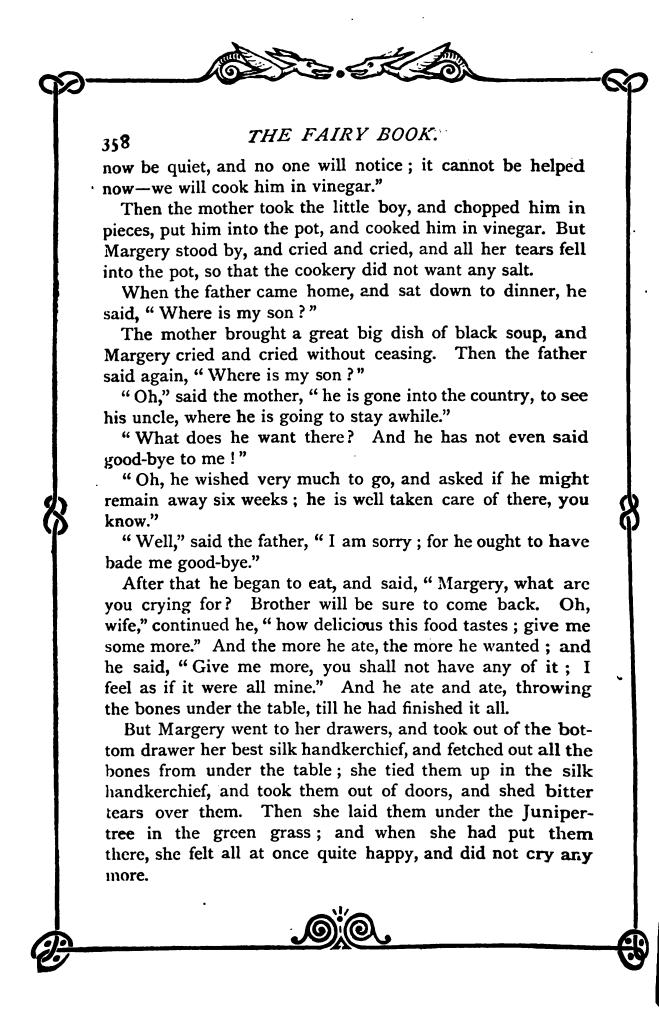 358 THE FAIRY BOOK.
now be quiet, and no one will notice ; it cannot be helped
now—we will cook him in vinegar.”
Then the mother took the little boy, and chopped him in
pieces, put him into the pot, and cooked him in vinegar. But
Margery stood by, and cried and cried, and all her tears fell
into the pot, so that the cookery did not want any salt.
When the father came home, and sat down to dinner, he
said, “ Where is my son ? ”
The mother brought a great big dish of black soup, and
Margery cried and cried without ceasing. Then the father
said again, “ Where is my son ? ”
“ Oh,” said the mother, “ he is gone into the country, to see
his uncle, where he is going to stay awhile.”
“ What does he want there ? And he has not even said
good-bye to me ! ”
“ Oh, he wished very much to go, and asked if he might
remain away six weeks ; he is well taken care of there, you
know.”
“ Well,” said the father, “ I am sorry ; for he ought to have
bade me good-bye.”
After that he began to eat, and said, “ Margery, what are
you crying for ? Brother will be sure to come back. Oh,
wife,” continued he, “ how delicious this food tastes ; give me
some more.” And the more he ate, the more he wanted ; and
he said, “ Give me more, you shall not have any of it ; I
feel as if it were all mine.” And he ate and ate, throwing
the bones under the table, till he had finished it all.
But Margery went to her drawers, and took out of the bot-
tom drawer her best silk handkerchief, and fetched out all the
bones from under the table ; she tied them up in the silk
handkerchief, and took them out of doors, and shed bitter
tears over them. Then she laid them under the Juniper-
tree in the green grass ; and when she had put them
there, she felt all at once quite happy, and did not cry any
more.